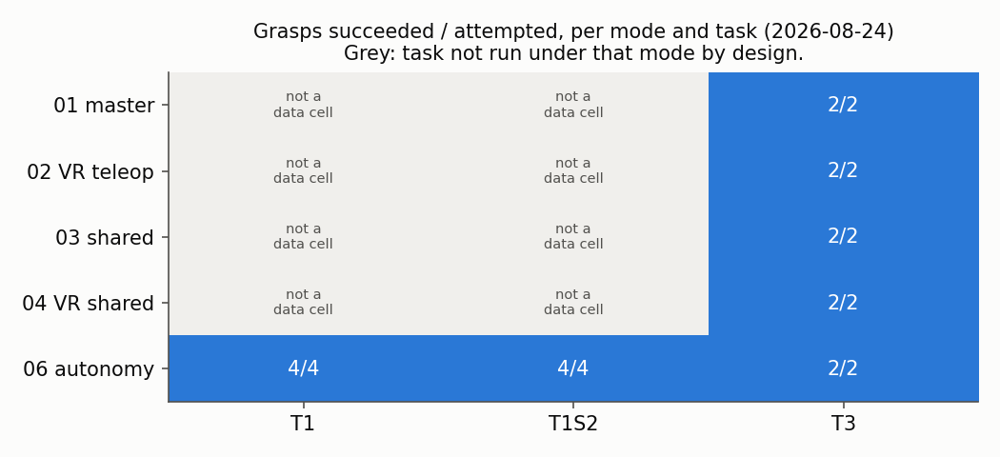 Grasps succeeded / attempted, per mode and task (2026-08-24)
Grey: task not run under that mode by design.
01 master
not a
data cell
not a
data cell
2/2
02 VR teleop
not a
data cell
not a
data cell
2/2
03 shared
not a
data cell
not a
data cell
2/2
04 VR shared
not a
data cell
not a
data cell
2/2
06 autonomy
4/4
4/4
2/2
T1
T1S2
T3